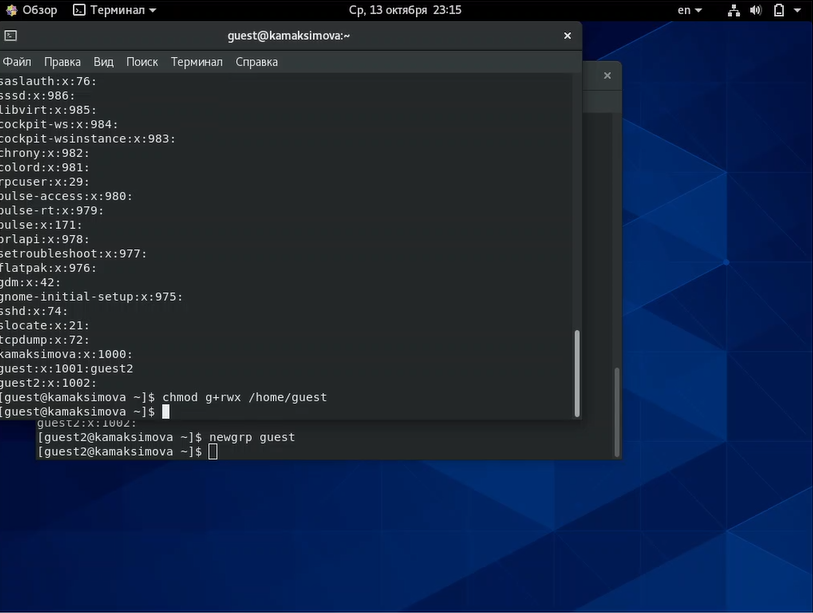 Обзор Терминал Ср, 13 октября 23:15 en
guest@kamaksimova:~
Файл Правка Вид Поиск Терминал Справка
saslauth:x:76:
sssd:x:986:
libvirt:x:985:
cockpit-ws:x:984:
cockpit-wsinstance:x:983:
chrony:x:982:
colord:x:981:
rpcuser:x:29:
pulse-access:x:980:
pulse-rt:x:979:
pulse:x:171:
brlapi:x:978:
setroubleshoot:x:977:
flatpak:x:976:
gdm:x:42:
gnome-initial-setup:x:975:
sshd:x:74:
slocate:x:21:
tcpdump:x:72:
kamaksimova:x:1000:
guest:x:1001:guest2
guest2:x:1002:
[guest@kamaksimova ~]$ chmod g+rwx /home/guest
[guest@kamaksimova ~]$
guest2:x:1002:
[guest2@kamaksimova ~]$ newgrp guest
[guest2@kamaksimova ~]$